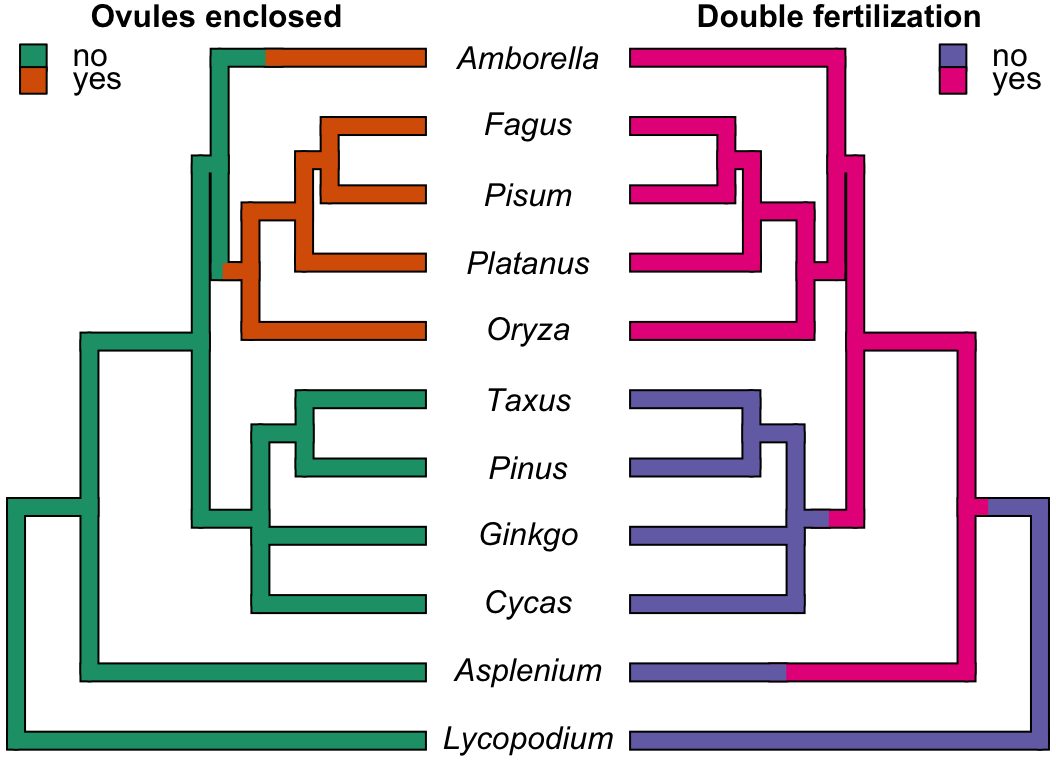 Ovules enclosed
Double fertilization
no
yes
no
yes
Amborella
Fagus
Pisum
Platanus
Oryza
Taxus
Pinus
Ginkgo
Cycas
Asplenium
Lycopodium